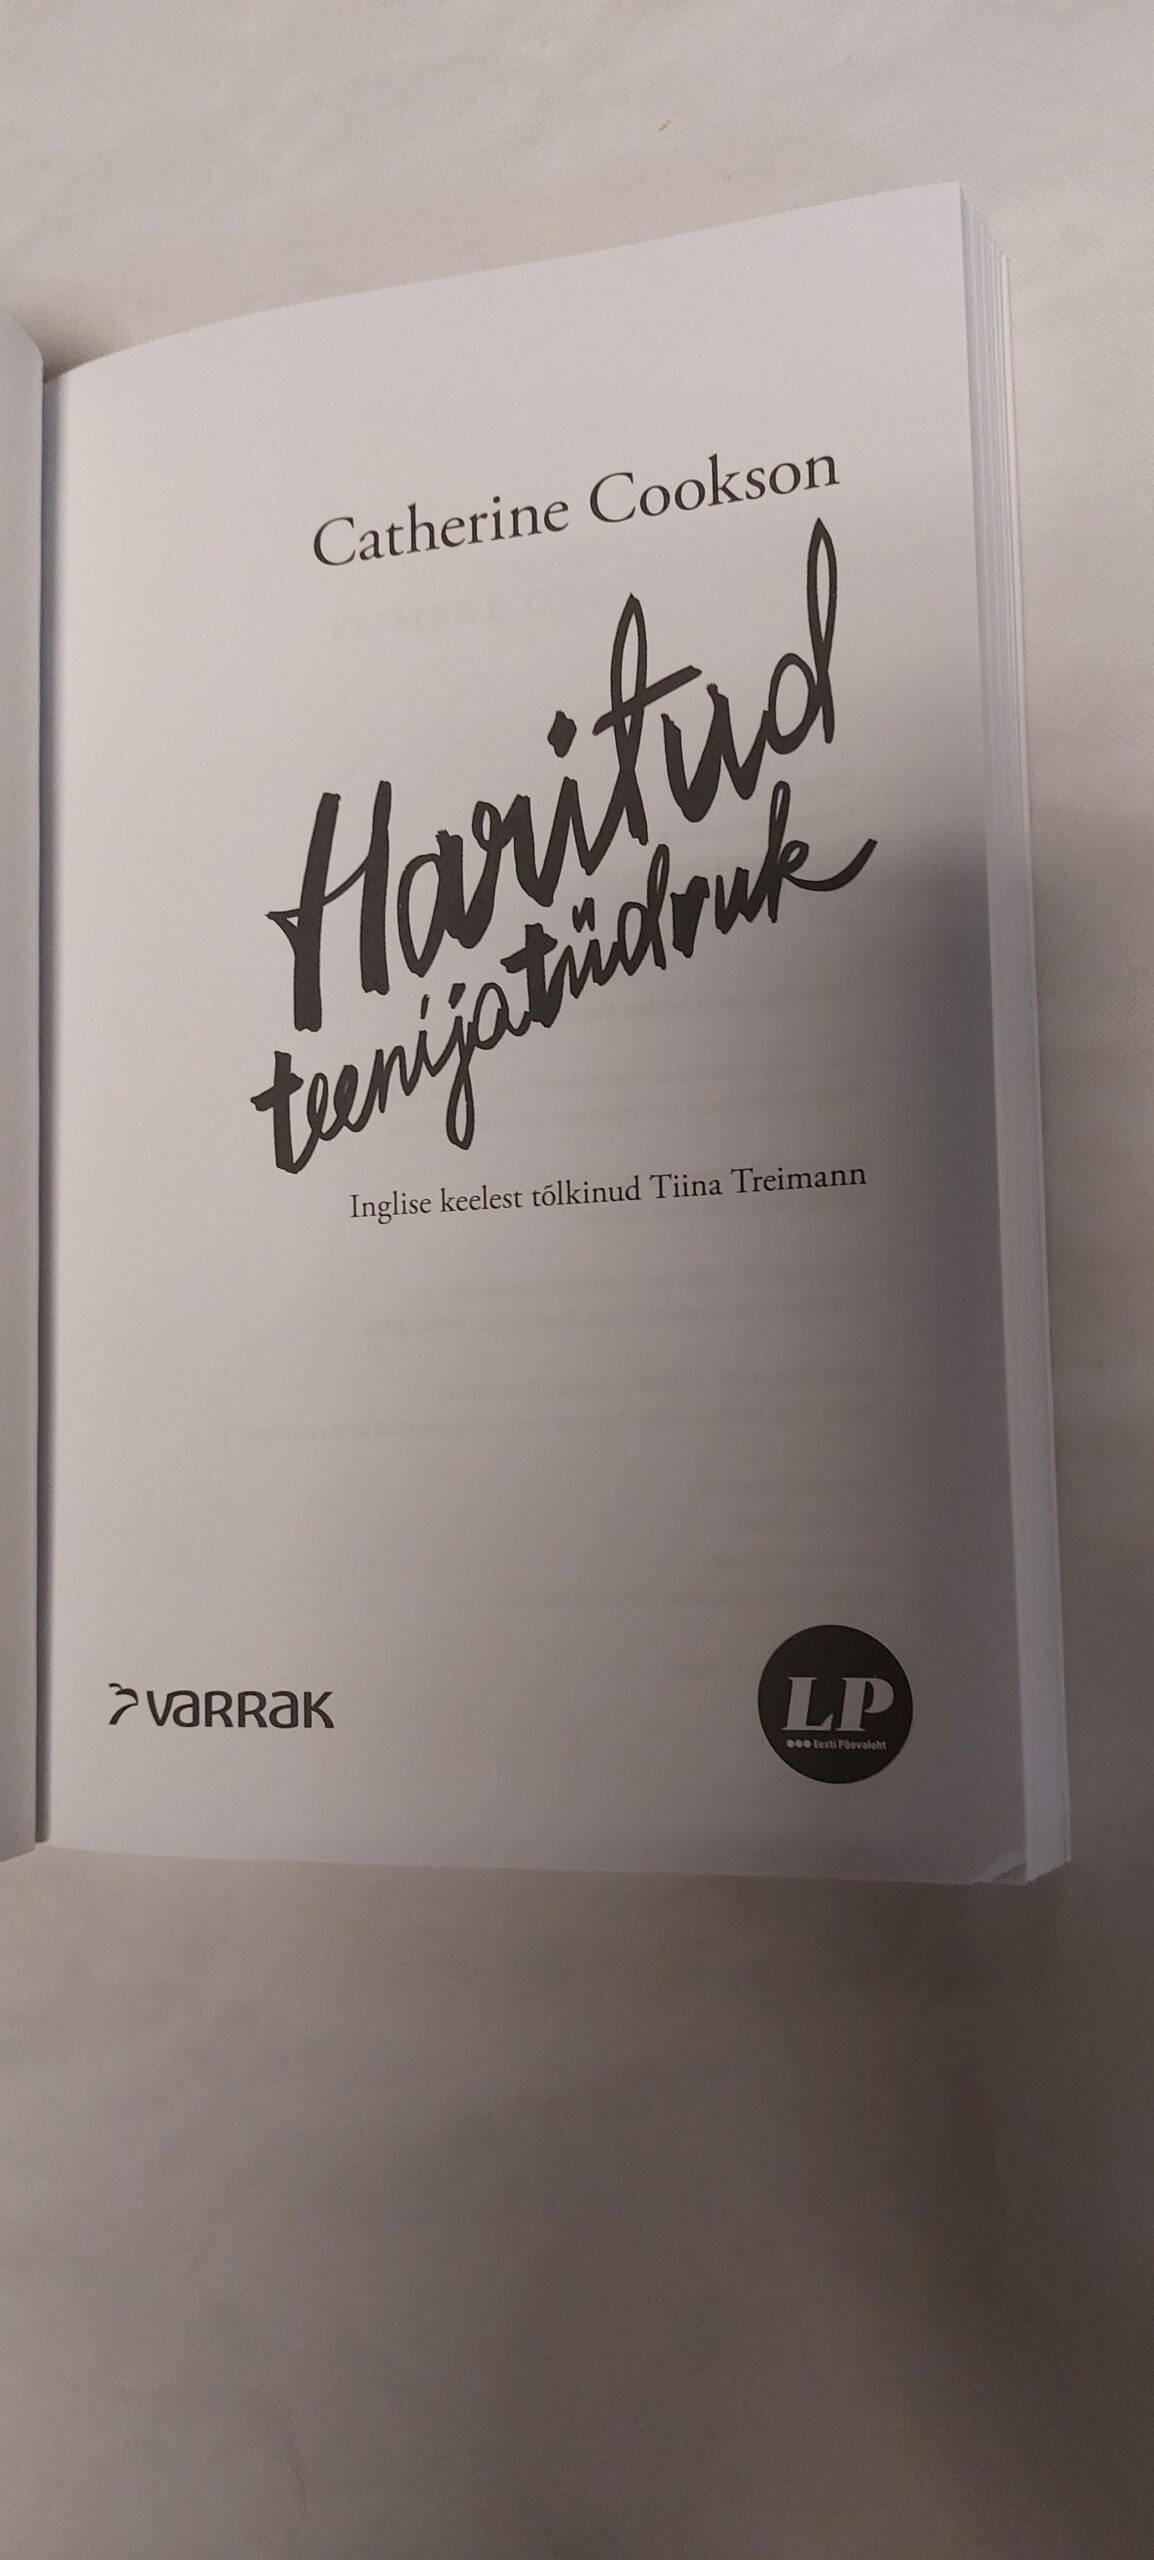 Catherine Cookson
Haritud
teenijatüdruk
Inglise keelest tõlkinud Tiina Treimann
VARRAK
LP
Eesti Päevaleht